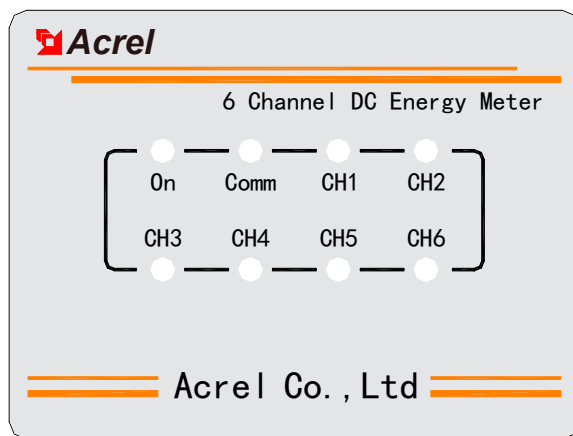 Acrel
6 Channel DC Energy Meter
On Comm CH1 CH2
CH3 CH4 CH5 CH6
Acrel Co.,Ltd